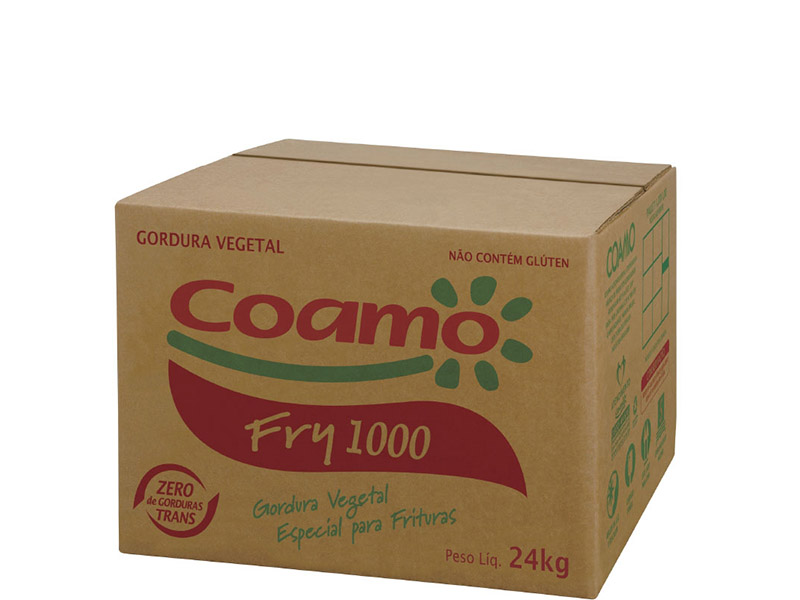 GORDURA VEGETAL
NÃO CONTÉM GLÚTEN
Coamo
Fry 1000
ZERO
de GORDURAS
TRANS
Gordura Vegetal
Especial para Frituras
Peso Líq. 24kg
COAMO